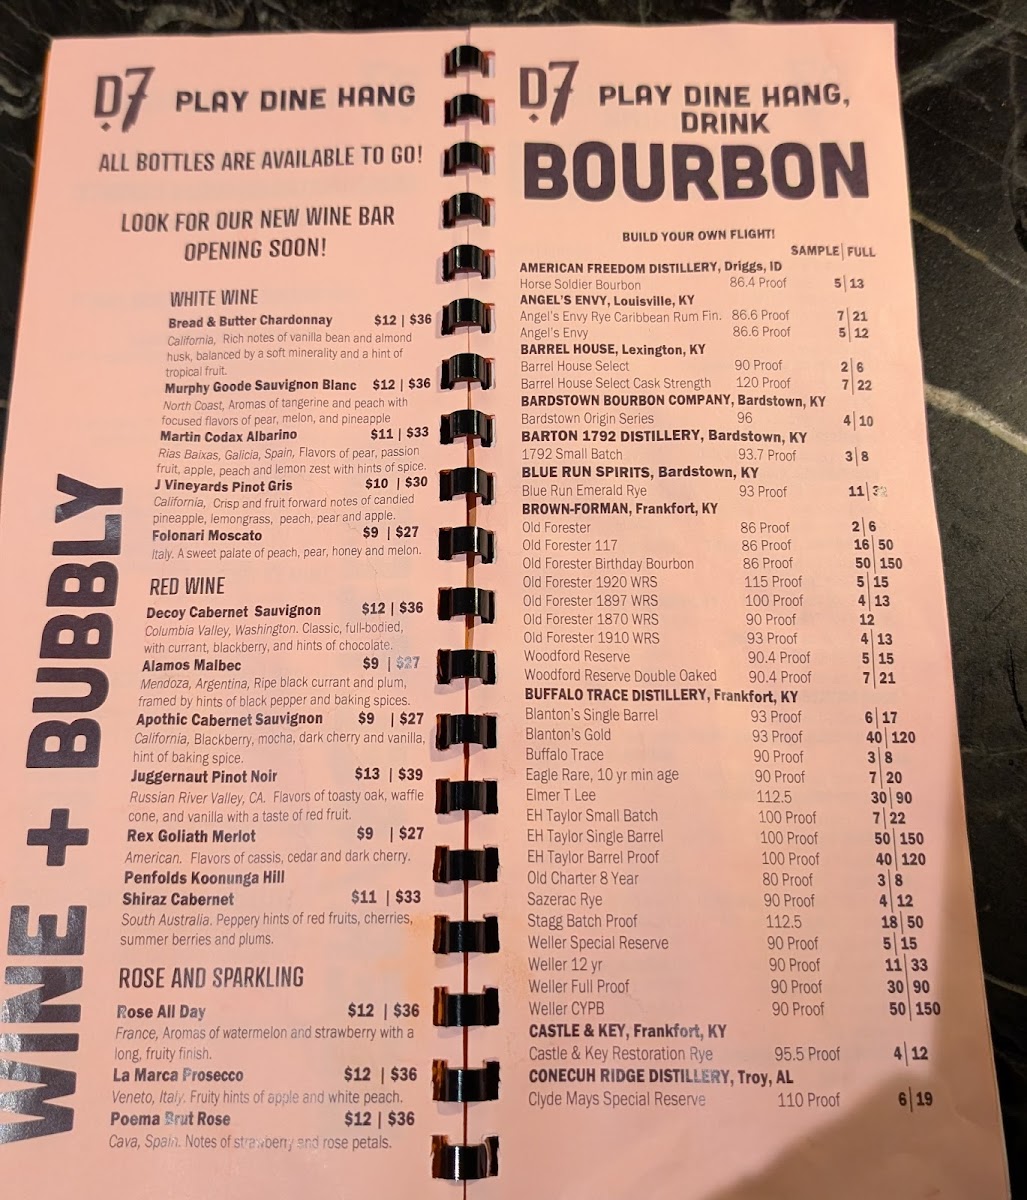 D7 PLAY DINE HANG
ALL BOTTLES ARE AVAILABLE TO GO!
LOOK FOR OUR NEW WINE BAR
OPENING SOON!
WINE + BUBBLY
WHITE WINE
Bread & Butter Chardonnay $12 | $36
California, Rich notes of vanilla bean and almond
husk, balanced by a soft minerality and a hint of
tropical fruit.
Murphy Goode Sauvignon Blanc $12 | $36
North Coast, Aromas of tangerine and peach with
focused flavors of pear, melon, and pineapple
Martin Codax Albarino $11 | $33
Rias Baixas, Galicia, Spain, Flavors of pear, passion
fruit, apple, peach and lemon zest with hints of spice.
J Vineyards Pinot Gris $10 | $30
California, Crisp and fruit forward notes of candied
pineapple, lemongrass, peach, pear and apple.
Folonari Moscato $9 | $27
Italy. A sweet palate of peach, pear, honey and melon.
RED WINE
Decoy Cabernet Sauvignon $12 | $36
Columbia Valley, Washington. Classic, full-bodied,
with currant, blackberry, and hints of chocolate.
Alamos Malbec $9 | $27
Mendoza, Argentina, Ripe black currant and plum,
framed by hints of black pepper and baking spices.
Apothic Cabernet Sauvignon $9 | $27
California, Blackberry, mocha, dark cherry and vanilla,
hint of baking spice.
Juggernaut Pinot Noir $13 | $39
Russian River Valley, CA. Flavors of toasty oak, waffle
cone, and vanilla with a taste of red fruit.
Rex Goliath Merlot $9 | $27
American. Flavors of cassis, cedar and dark cherry.
Penfolds Koonunga Hill
Shiraz Cabernet $11 | $33
South Australia. Peppery hints of red fruits, cherries,
summer berries and plums.
ROSE AND SPARKLING
Rose All Day $12 | $36
France, Aromas of watermelon and strawberry with a
long, fruity finish.
La Marca Prosecco $12 | $36
Veneto, Italy. Fruity hints of apple and white peach.
Poema Brut Rose $12 | $36
Cava, Spain. Notes of strawberry and rose petals.
D7 PLAY DINE HANG,
DRINK
BOURBON
BUILD YOUR OWN FLIGHT!
SAMPLE | FULL
AMERICAN FREEDOM DISTILLERY, Driggs, ID
Horse Soldier Bourbon 86.4 Proof 5 | 13
ANGEL'S ENVY, Louisville, KY
Angel's Envy Rye Caribbean Rum Fin. 86.6 Proof 7 | 21
Angel's Envy 86.6 Proof 5 | 12
BARREL HOUSE, Lexington, KY
Barrel House Select 90 Proof 2 | 6
Barrel House Select Cask Strength 120 Proof 7 | 22
BARDSTOWN BOURBON COMPANY, Bardstown, KY
Bardstown Origin Series 96 4 | 10
BARTON 1792 DISTILLERY, Bardstown, KY
1792 Small Batch 93.7 Proof 3 | 8
BLUE RUN SPIRITS, Bardstown, KY
Blue Run Emerald Rye 93 Proof 11 |
BROWN-FORMAN, Frankfort, KY
Old Forester 86 Proof 2 | 6
Old Forester 117 86 Proof 16 | 50
Old Forester Birthday Bourbon 86 Proof 50 | 150
Old Forester 1920 WRS 115 Proof 5 | 15
Old Forester 1897 WRS 100 Proof 4 | 13
Old Forester 1870 WRS 90 Proof 12
Old Forester 1910 WRS 93 Proof 4 | 13
Woodford Reserve 90.4 Proof 5 | 15
Woodford Reserve Double Oaked 90.4 Proof 7 | 21
BUFFALO TRACE DISTILLERY, Frankfort, KY
Blanton's Single Barrel 93 Proof 6 | 17
Blanton's Gold 93 Proof 40 | 120
Buffalo Trace 90 Proof 3 | 8
Eagle Rare, 10 yr min age 90 Proof 7 | 20
Elmer T Lee 112.5 30 | 90
EH Taylor Small Batch 100 Proof 7 | 22
EH Taylor Single Barrel 100 Proof 50 | 150
EH Taylor Barrel Proof 100 Proof 40 | 120
Old Charter 8 Year 80 Proof 3 | 8
Sazerac Rye 90 Proof 4 | 12
Stagg Batch Proof 112.5 18 | 50
Weller Special Reserve 90 Proof 5 | 15
Weller 12 yr 90 Proof 11 | 33
Weller Full Proof 90 Proof 30 | 90
Weller CYPB 90 Proof 50 | 150
CASTLE & KEY, Frankfort, KY
Castle & Key Restoration Rye 95.5 Proof 4 | 12
CONECUH RIDGE DISTILLERY, Troy, AL
Clyde Mays Special Reserve 110 Proof 6 | 19